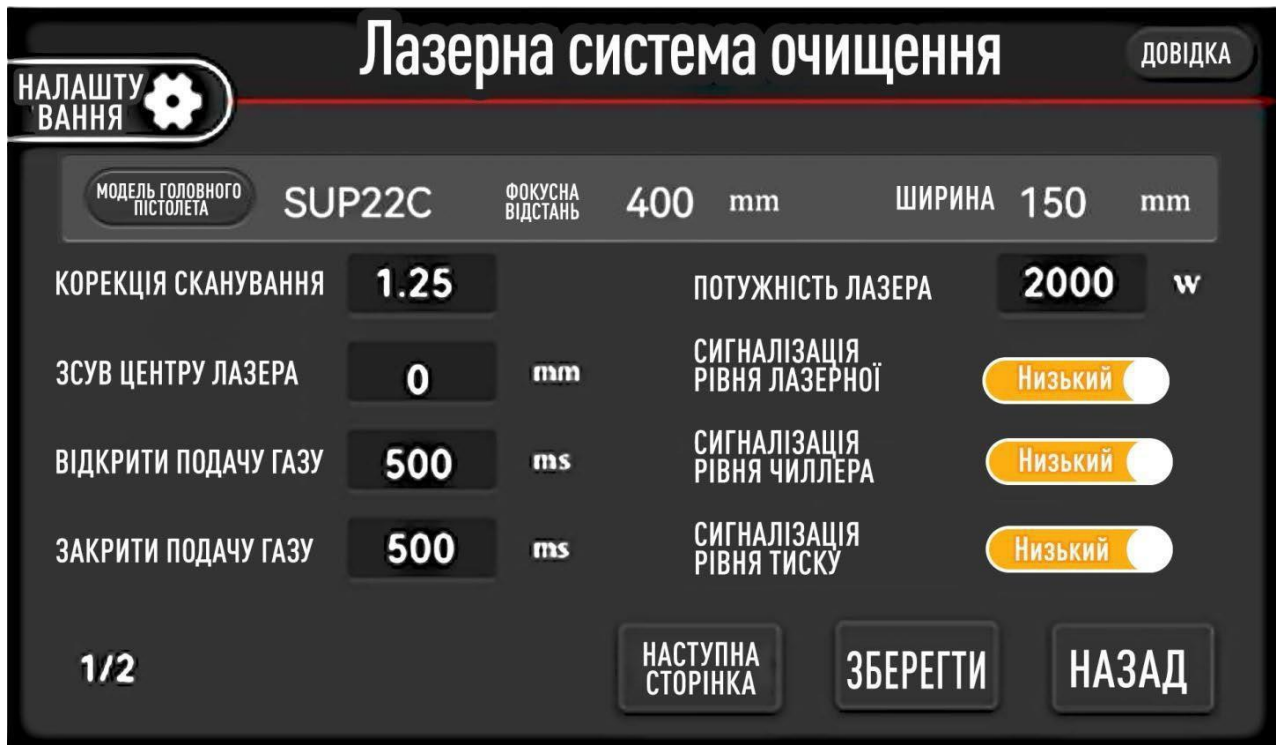 Лазерна система очищення
ДОВІДКА
НАЛАШТУ
ВАННЯ
МОДЕЛЬ ГОЛОВНОГО
ПІСТОЛЕТА
SUP22C
ФОКУСНА
ВІДСТАНЬ
400 mm
ШИРИНА 150 mm
КОРЕКЦІЯ СКАНУВАННЯ 1.25
ПОТУЖНІСТЬ ЛАЗЕРА 2000 W
ЗСУВ ЦЕНТРУ ЛАЗЕРА 0 mm
СИГНАЛІЗАЦІЯ
РІВНЯ ЛАЗЕРНОЇ
Низький
ВІДКРИТИ ПОДАЧУ ГАЗУ 500 ms
СИГНАЛІЗАЦІЯ
РІВНЯ ЧИЛЛЕРА
Низький
ЗАКРИТИ ПОДАЧУ ГАЗУ 500 ms
СИГНАЛІЗАЦІЯ
РІВНЯ ТИСКУ
Низький
1/2
НАСТУПНА
СТОРІНКА
ЗБЕРЕГТИ
НАЗАД